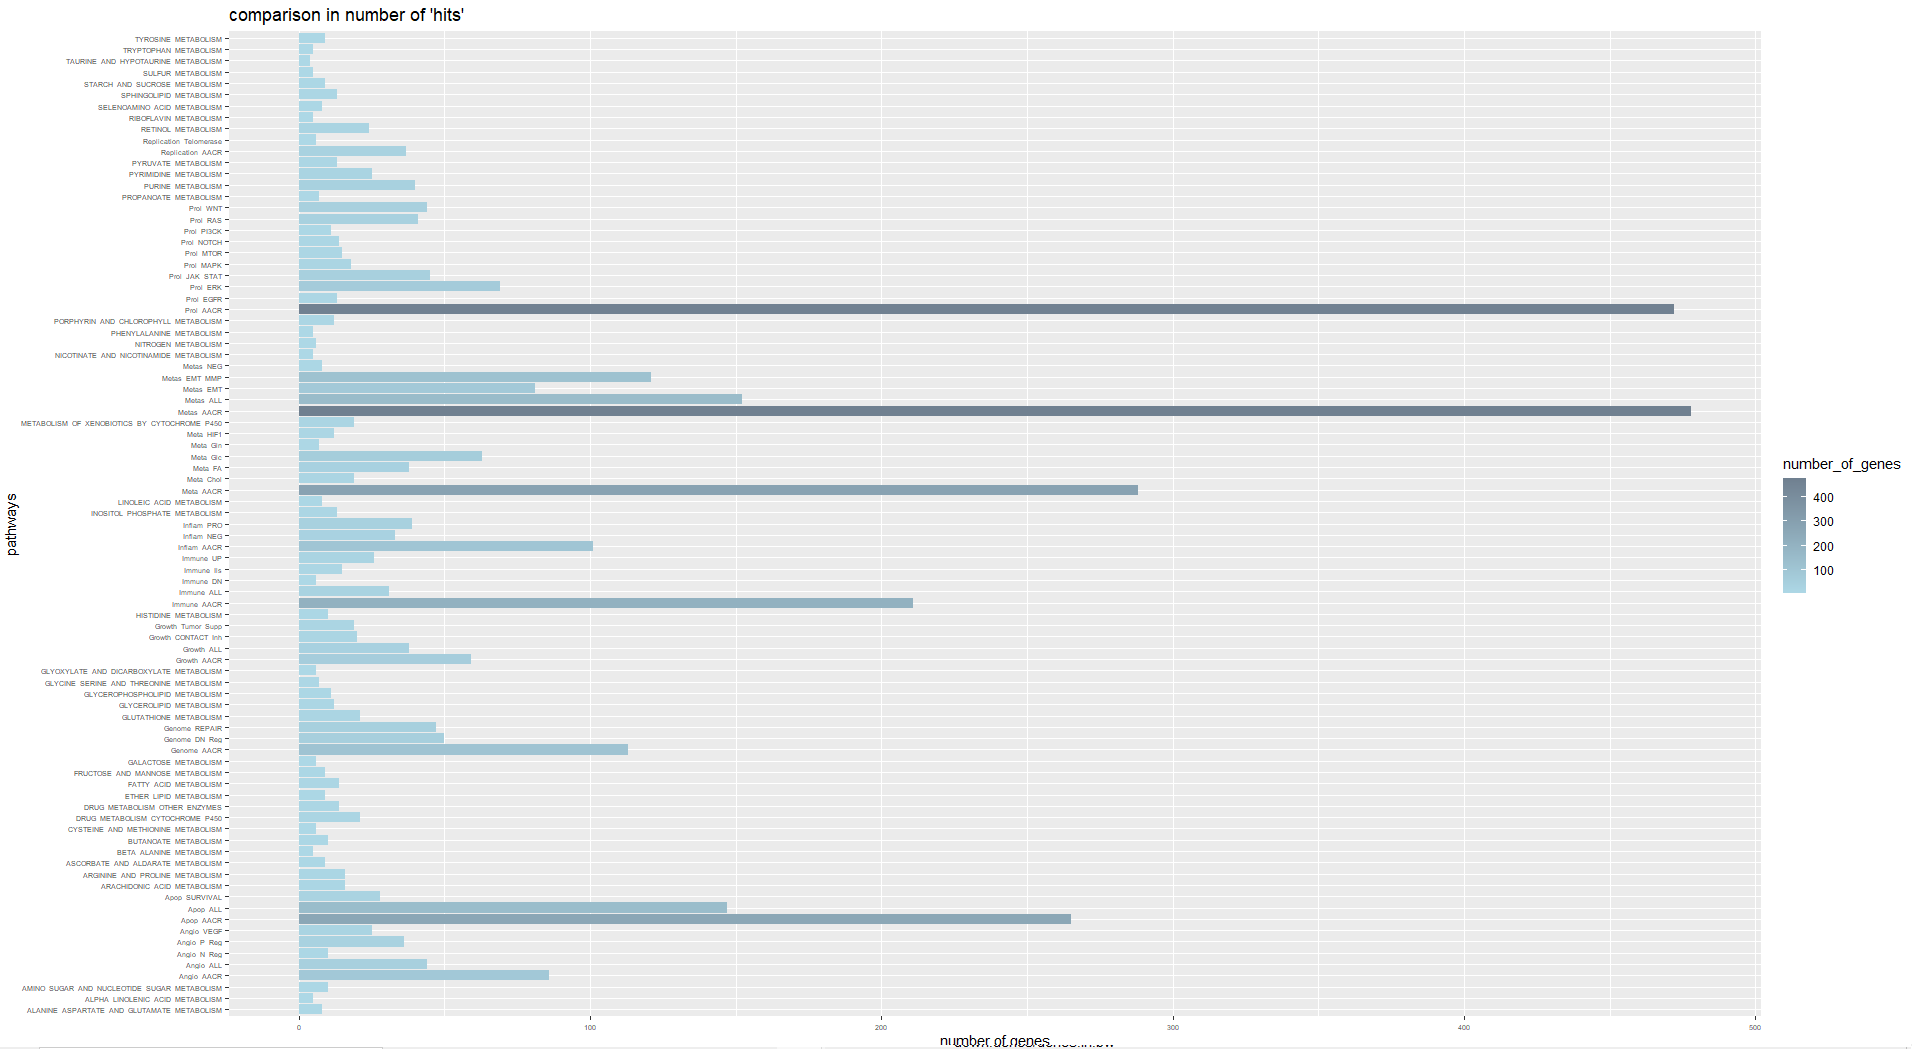 comparison in number of 'hits'
TYROSINE METABOLISM
TRYPTOPHAN METABOLISM
TAURINE AND HYPOTAURINE METABOLISM
SULFUR METABOLISM
STARCH AND SUCROSE METABOLISM
SPHINGOLIPID METABOLISM
SELENOAMINO ACID METABOLISM
RIBOFLAVIN METABOLISM
RETINOL METABOLISM
Replication Telomerase
Replication AACR
PYRUVATE METABOLISM
PYRIMIDINE METABOLISM
PURINE METABOLISM
PROPANOATE METABOLISM
Prol WNT
Prol RAS
Prol PI3CK
Prol NOTCH
Prol MTOR
Prol MAPK
Prol JAK STAT
Prol ERK
Prol EGFR
Prol AACR
PORPHYRIN AND CHLOROPHYLL METABOLISM
PHENYLALANINE METABOLISM
NITROGEN METABOLISM
NICOTINATE AND NICOTINAMIDE METABOLISM
Metas NEG
Metas EMT MMP
Metas EMT
Metas ALL
Metas AACR
METABOLISM OF XENOBIOTICS BY CYTOCHROME P450
Meta HIF1
Meta Gln
Meta Glc
Meta FA
Meta Chol
Meta AACR
LINOLEIC ACID METABOLISM
INOSITOL PHOSPHATE METABOLISM
Inflam PRO
Inflam NEG
Inflam AACR
Immune UP
Immune Ils
Immune DN
Immune ALL
Immune AACR
HISTIDINE METABOLISM
Growth Tumor Supp
Growth CONTACT Inh
Growth ALL
Growth AACR
GLYOXYLATE AND DICARBOXYLATE METABOLISM
GLYCINE SERINE AND THREONINE METABOLISM
GLYCEROPHOSPHOLIPID METABOLISM
GLYCEROLIPID METABOLISM
GLUTATHIONE METABOLISM
Genome REPAIR
Genome DN Reg
Genome AACR
GALACTOSE METABOLISM
FRUCTOSE AND MANNOSE METABOLISM
FATTY ACID METABOLISM
ETHER LIPID METABOLISM
DRUG METABOLISM OTHER ENZYMES
DRUG METABOLISM CYTOCHROME P450
CYSTEINE AND METHIONINE METABOLISM
BUTANOATE METABOLISM
BETA ALANINE METABOLISM
ASCORBATE AND ALDARATE METABOLISM
ARGININE AND PROLINE METABOLISM
ARACHIDONIC ACID METABOLISM
Apop SURVIVAL
Apop ALL
Apop AACR
Angio VEGF
Angio P Reg
Angio N Reg
Angio ALL
Angio AACR
AMINO SUGAR AND NUCLEOTIDE SUGAR METABOLISM
ALPHA LINOLENIC ACID METABOLISM
ALANINE ASPARTATE AND GLUTAMATE METABOLISM
pathways
0 100 200 300 400 500
number of genes
number_of_genes
400
300
200
100